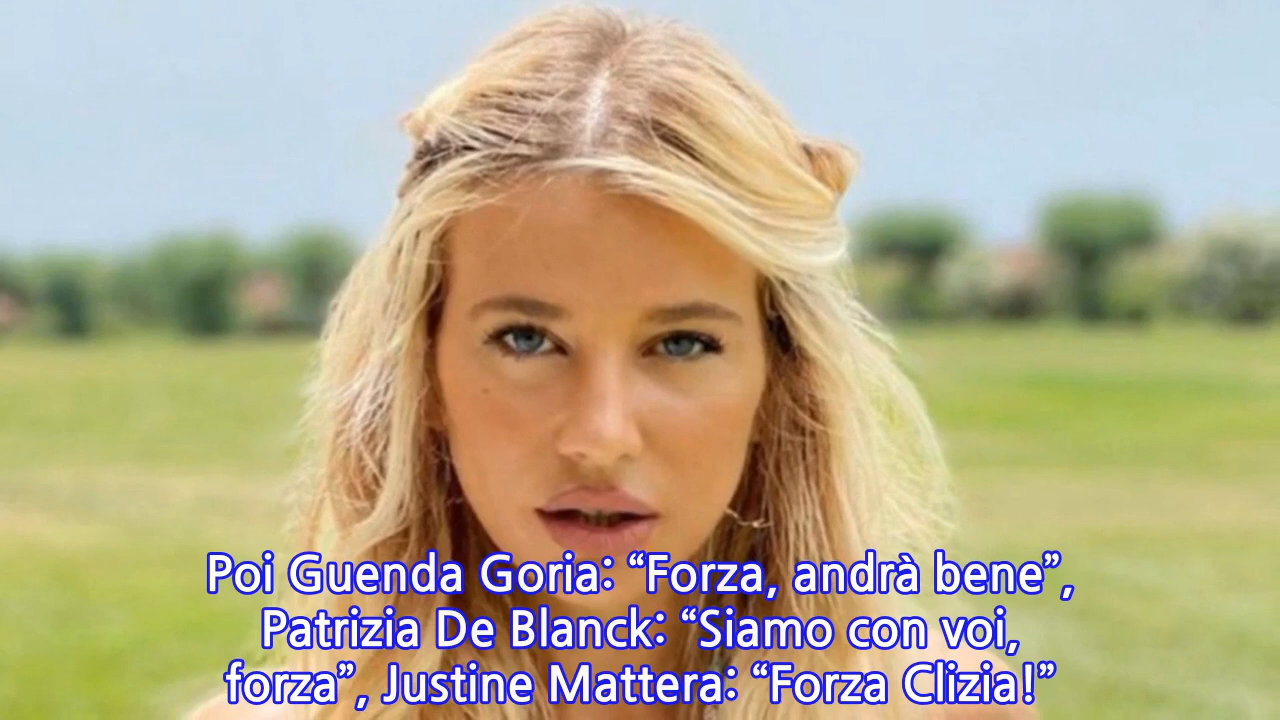 Poi Guenda Goria: “Forza, andrà bene”,
Patrizia De Blanck: “Siamo con voi,
forza”, Justine Mattera: “Forza Clizia!”